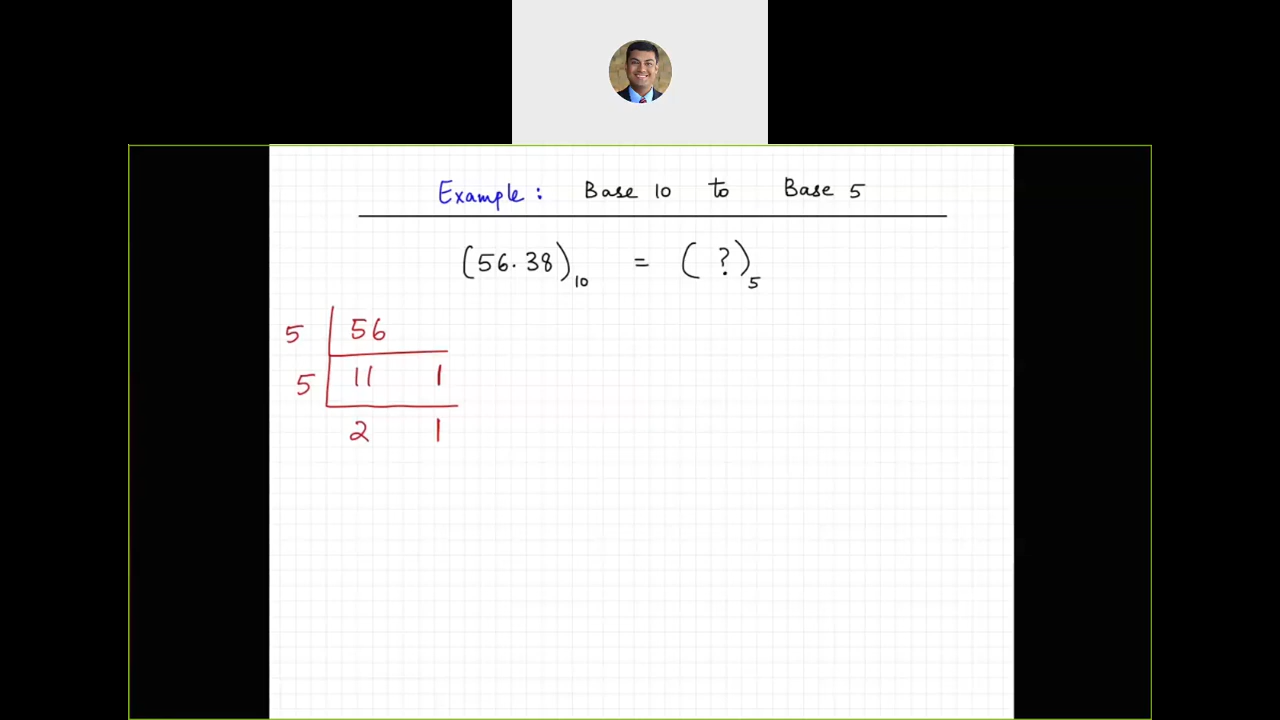 Example: Base 10 to Base 5
(56.38)₁₀ = ( ? )₅
5 56
5 11 1
2 1